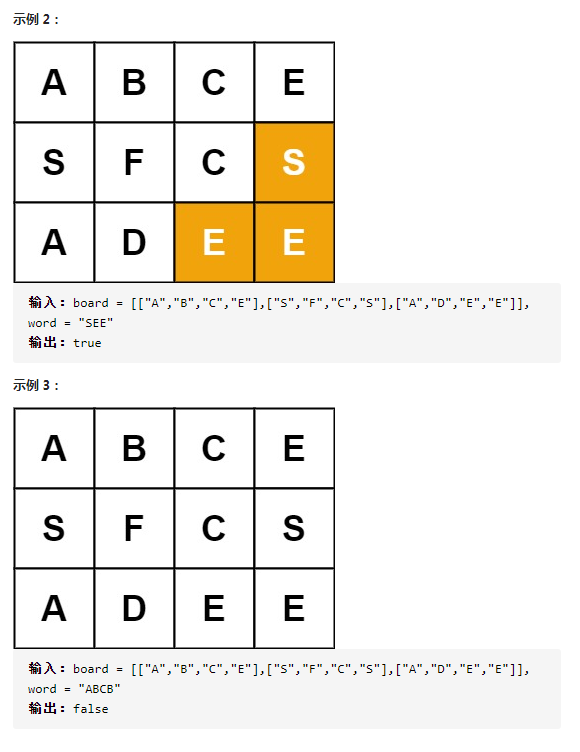 示例 2：
A B C E
S F C S
A D E E
输入：board = [["A","B","C","E"],["S","F","C","S"],["A","D","E","E"]],
word = "SEE"
输出：true
示例 3：
A B C E
S F C S
A D E E
输入：board = [["A","B","C","E"],["S","F","C","S"],["A","D","E","E"]],
word = "ABCB"
输出：false